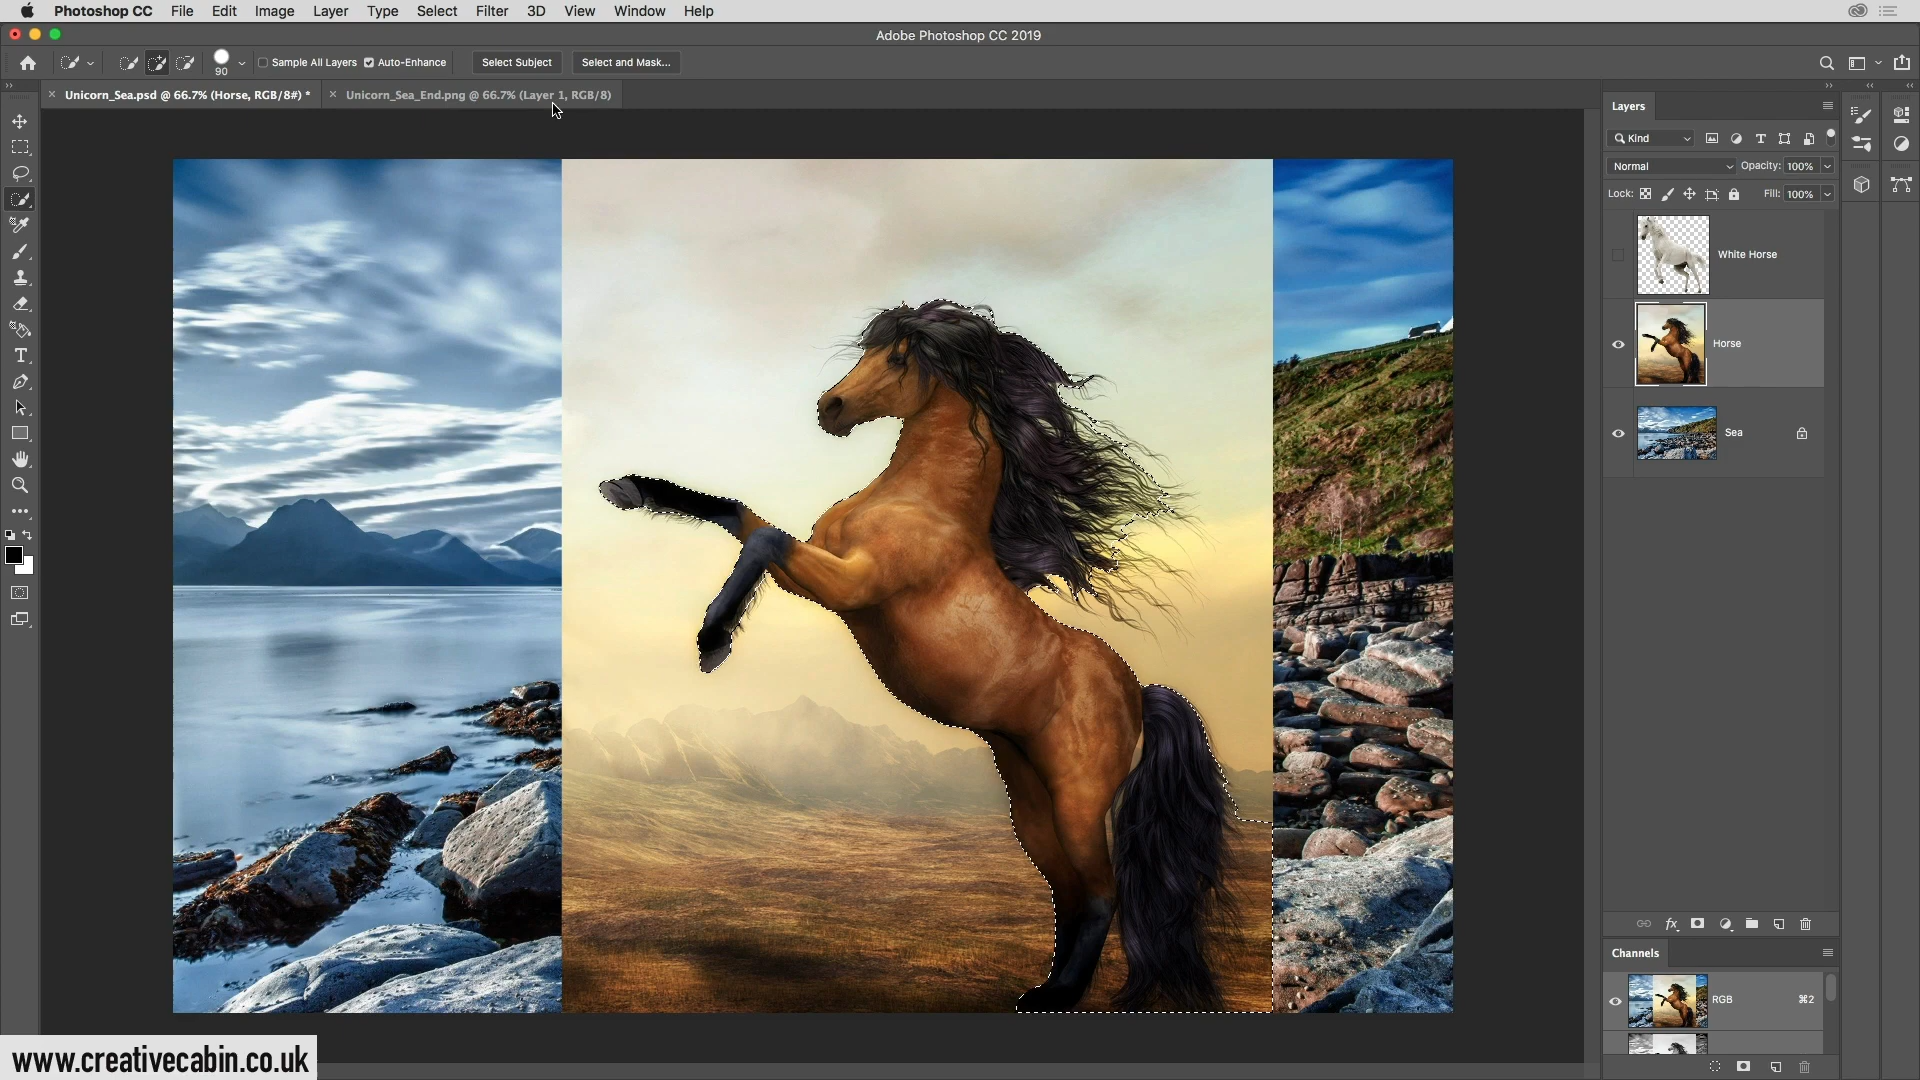 Photoshop CC File Edit Image Layer Type Select Filter 3D View Window Help
Adobe Photoshop CC 2019
90 Sample All Layers Auto-Enhance Select Subject Select and Mask...
Unicorn_Sea.psd @ 66.7% (Horse, RGB/8#) * Unicorn_Sea_End.png @ 66.7% (Layer 1, RGB/8)
Layers
Kind
Normal Opacity: 100%
Lock: Fill: 100%
White Horse
Horse
Sea
fx
Channels
RGB ⌘2
www.creativecabin.co.uk